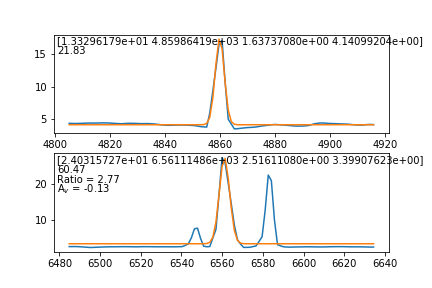 [1.33296179e+01 4.85986419e+03 1.63737080e+00 4.14099204e+00]
21.83
15
10
5
4800 4820 4840 4860 4880 4900 4920
[2.40315727e+01 6.56111486e+03 2.51611080e+00 3.39907623e+00]
60.47
Ratio = 2.77
Av = -0.13
20
10
6480 6500 6520 6540 6560 6580 6600 6620 6640